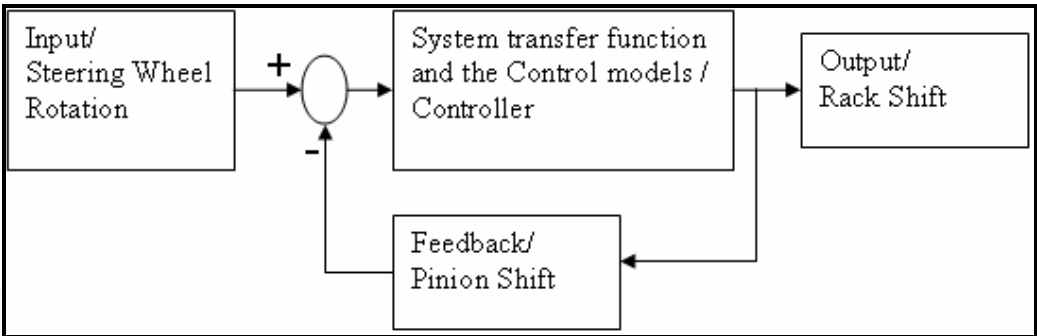 Input/
Steering Wheel
Rotation
+
-
System transfer function
and the Control models /
Controller
Output/
Rack Shift
Feedback/
Pinion Shift